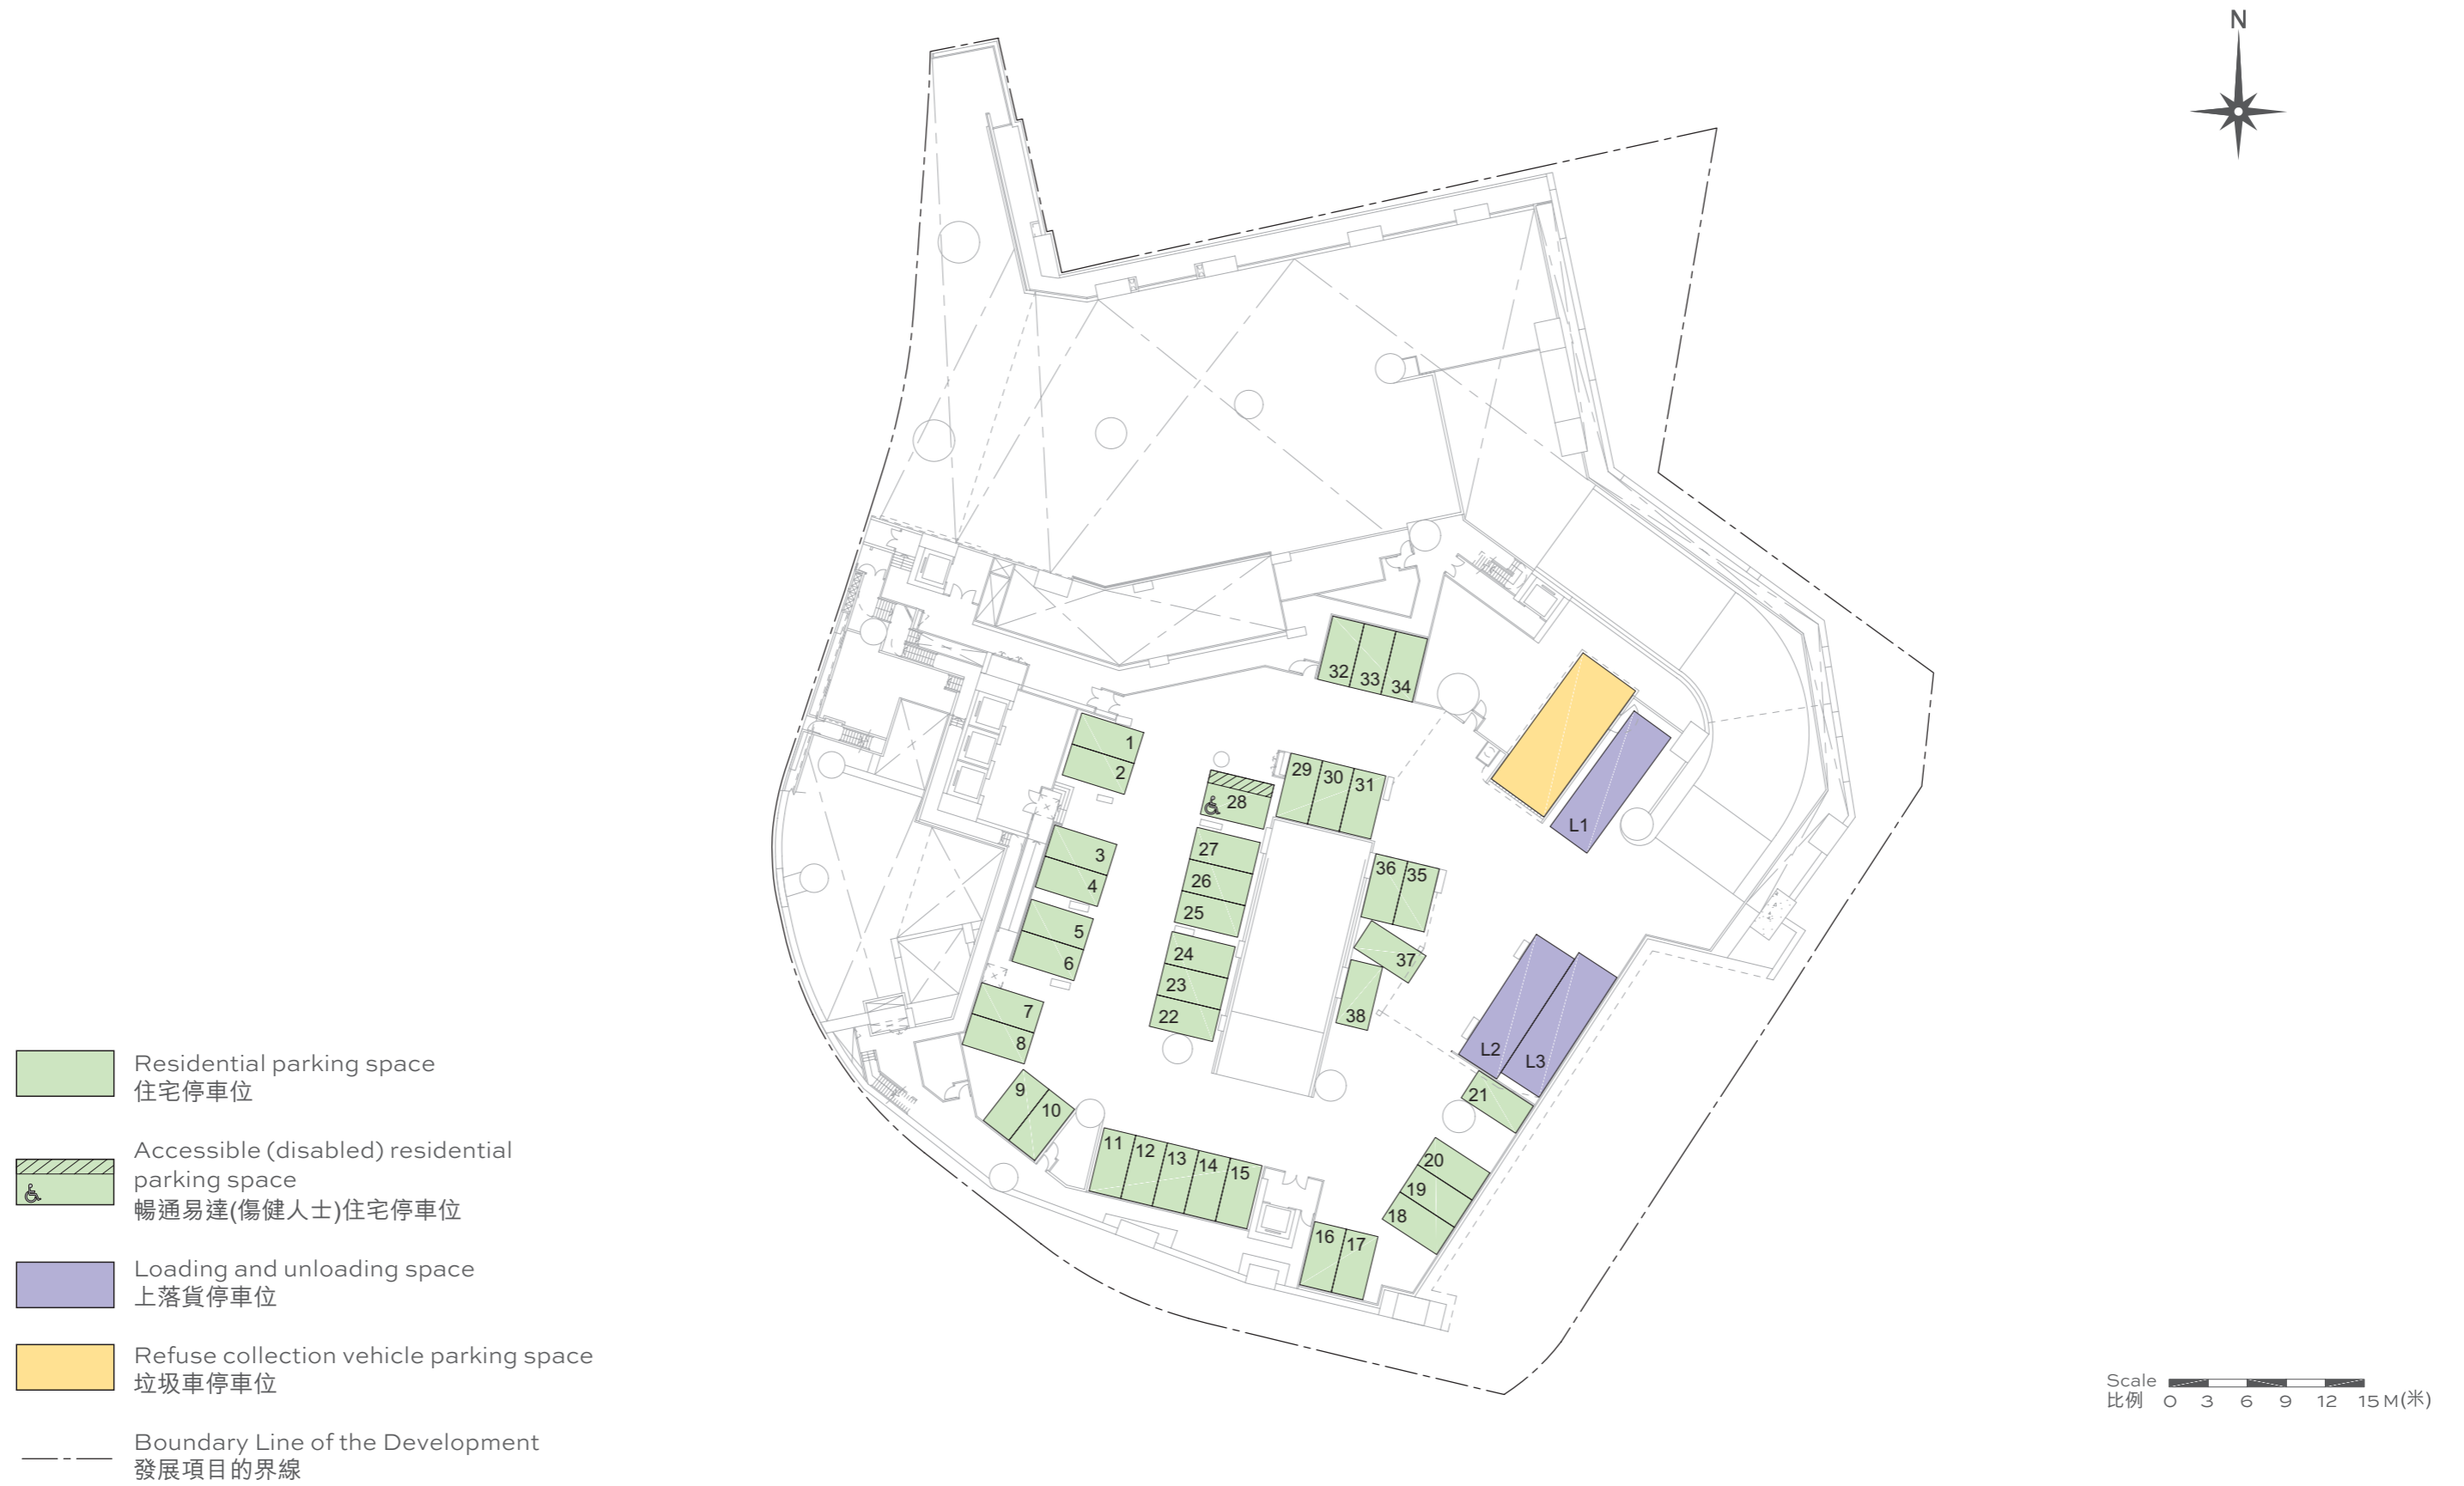 N
32
33
34
1
2
28
29
30
31
L1
3
4
27
26
25
36
35
5
6
24
23
22
37
38
7
8
L2
L3
9
10
21
11
12
13
14
15
20
19
18
16
17
Residential parking space
住宅停車位
Accessible (disabled) residential
parking space
暢通易達(傷健人士)住宅停車位
Loading and unloading space
上落貨停車位
Refuse collection vehicle parking space
垃圾車停車位
Boundary Line of the Development
發展項目的界線
Scale
比例 0 3 6 9 12 15 M(米)